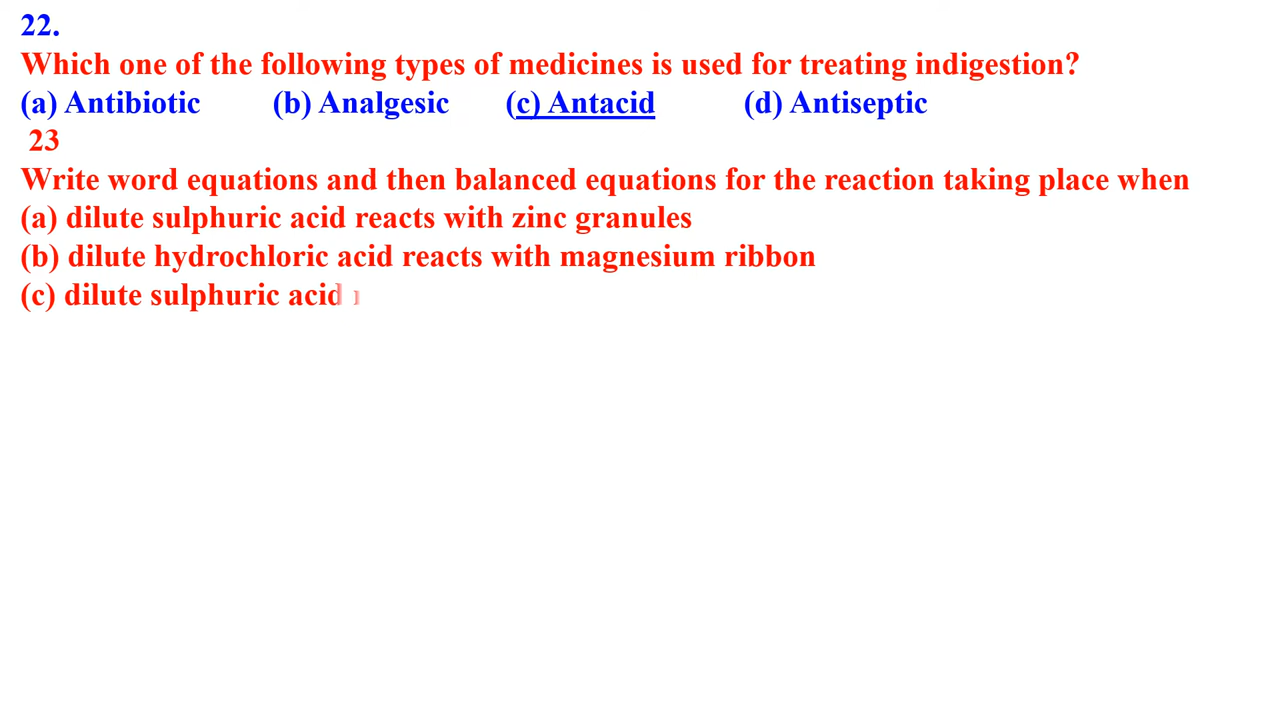 22.
Which one of the following types of medicines is used for treating indigestion?
(a) Antibiotic (b) Analgesic (c) Antacid (d) Antiseptic
23
Write word equations and then balanced equations for the reaction taking place when
(a) dilute sulphuric acid reacts with zinc granules
(b) dilute hydrochloric acid reacts with magnesium ribbon
(c) dilute sulphuric acid